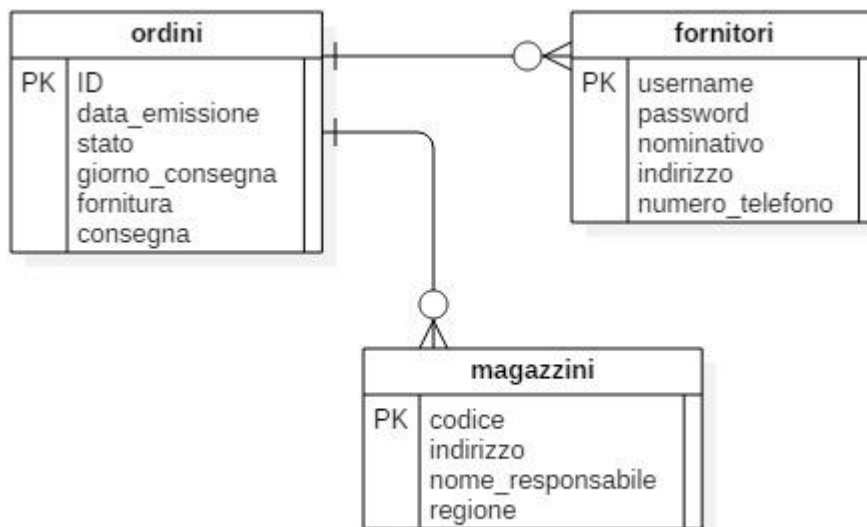 ordini
PK ID
data_emissione
stato
giorno_consegna
fornitura
consegna
fornitori
PK username
password
nominativo
indirizzo
numero_telefono
magazzini
PK codice
indirizzo
nome_responsabile
regione